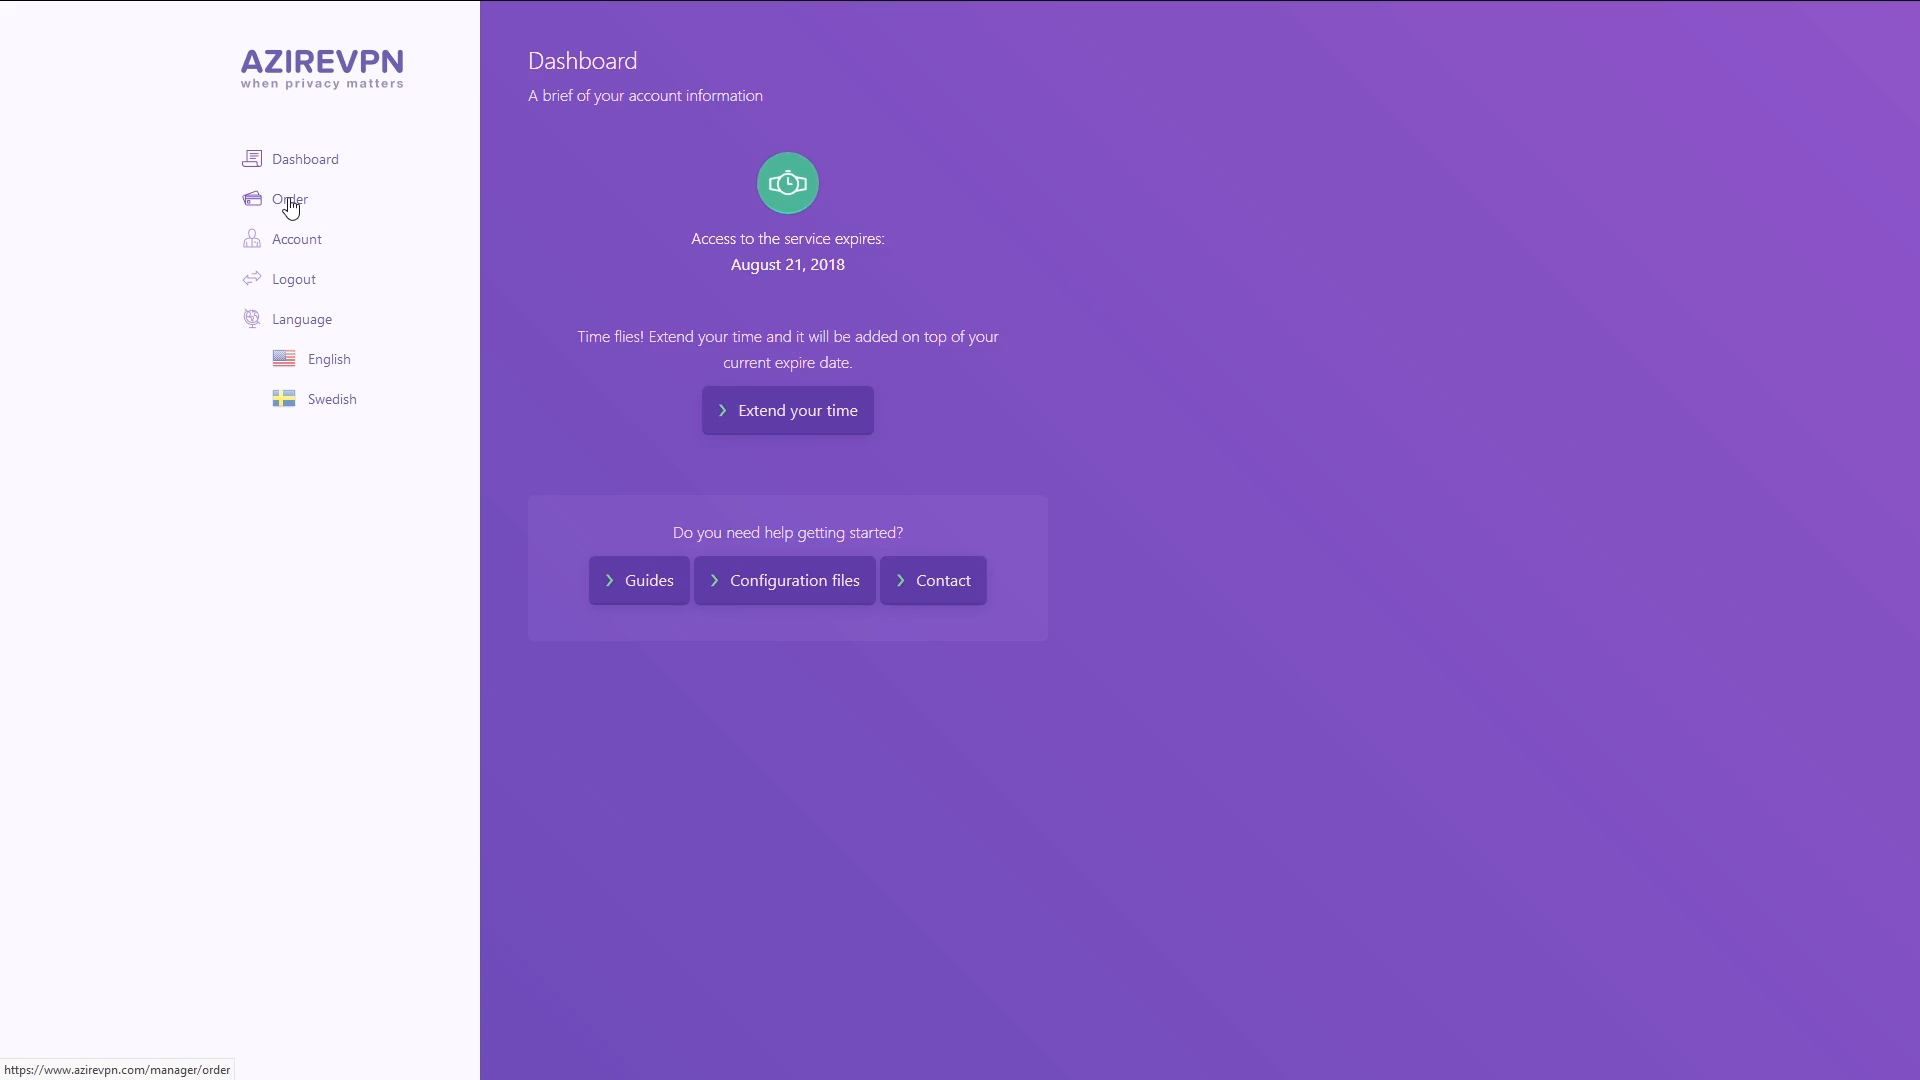 AZIREVPN
when privacy matters
Dashboard
Order
Account
Logout
Language
English
Swedish
Dashboard
A brief of your account information
Access to the service expires:
August 21, 2018
Time flies! Extend your time and it will be added on top of your
current expire date.
Extend your time
Do you need help getting started?
Guides
Configuration files
Contact
https://www.azirevpn.com/manager/order